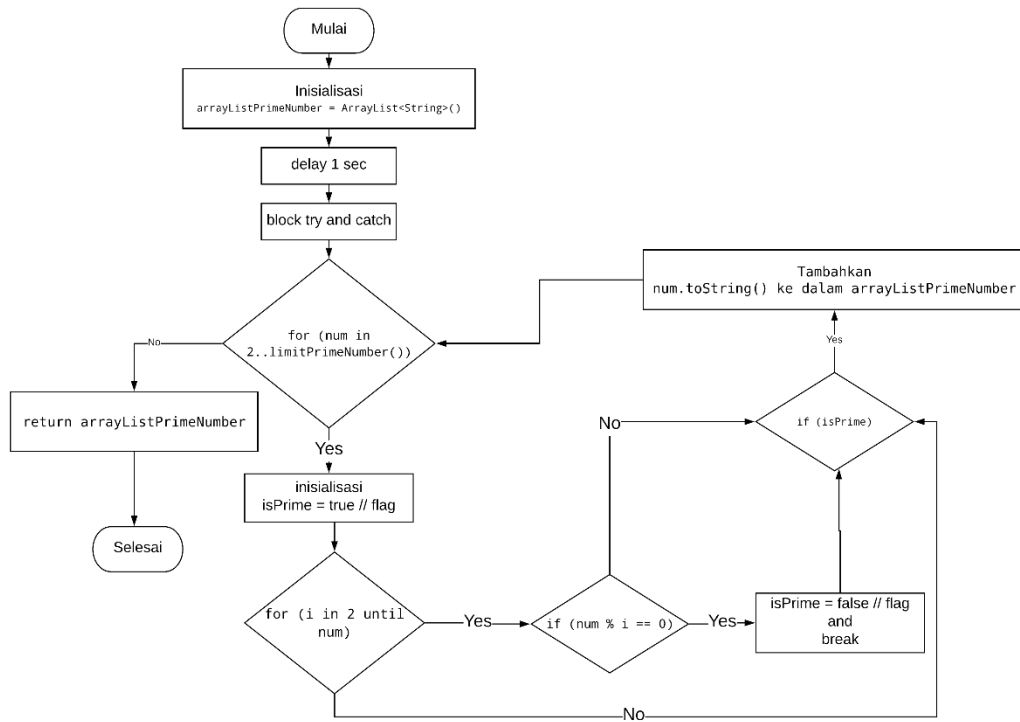 Mulai
Inisialisasi
arrayListPrimeNumber = ArrayList<String>()
delay 1 sec
block try and catch
for (num in
2..limitPrimeNumber())
No
return arrayListPrimeNumber
Selesai
Yes
inisialisasi
isPrime = true // flag
for (i in 2 until
num)
Yes
if (num % i == 0)
No
Yes
isPrime = false // flag
and
break
No
if (isPrime)
Yes
Tambahkan
num.toString() ke dalam arrayListPrimeNumber